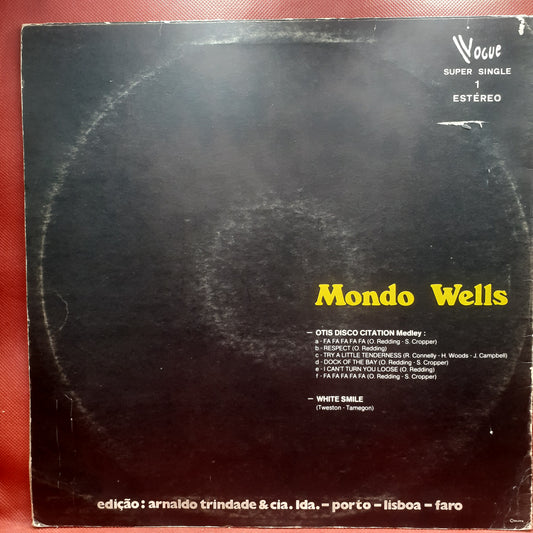 Vogue
SUPER SINGLE
1
ESTÉREO
Mondo Wells
— OTIS DISCO CITATION Medley :
a - FA FA FA FA FA (O. Redding - S. Cropper)
b - RESPECT (O. Redding)
c - TRY A LITTLE TENDERNESS (R. Connelly - H. Woods - J. Campbell)
d - DOCK OF THE BAY (O. Redding - S. Cropper)
e - I CAN'T TURN YOU LOOSE (O. Redding)
f - FA FA FA FA FA (O. Redding - S. Cropper)
— WHITE SMILE
(Tweston - Tamegon)
edição: arnaldo trindade & cia. lda. – porto – lisboa – faro